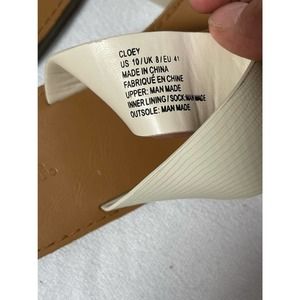 CLOEY
US 10 / UK 8 / EU 41
MADE IN CHINA
FABRIQUÉ EN CHINE
UPPER: MAN MADE
INNER LINING / SOCK: MAN MADE
OUTSOLE: MAN MADE